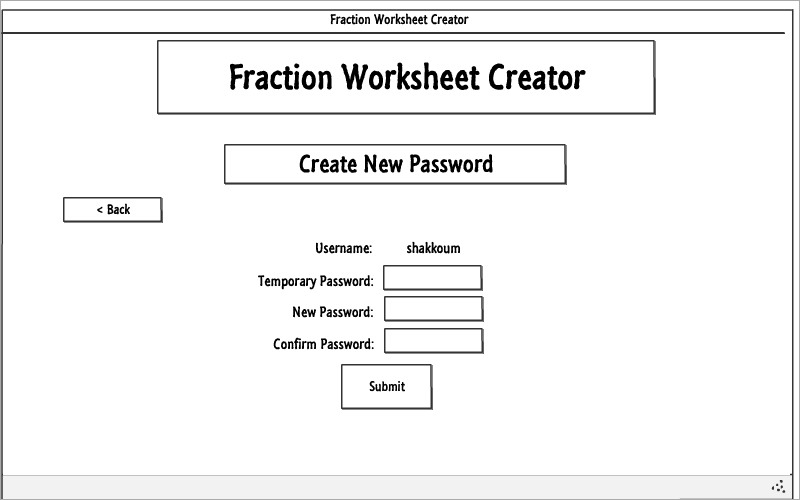 Fraction Worksheet Creator
Fraction Worksheet Creator
Create New Password
< Back
Username: shakkoum
Temporary Password:
New Password:
Confirm Password:
Submit